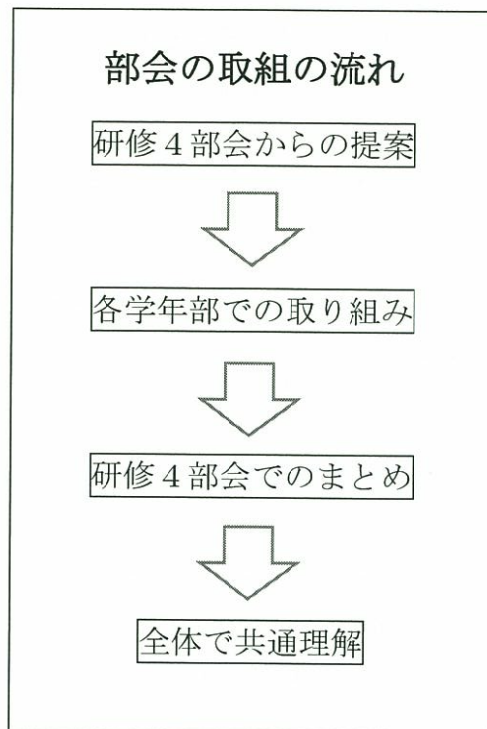 部会の取組の流れ
研修４部会からの提案
各学年部での取り組み
研修４部会でのまとめ
全体で共通理解